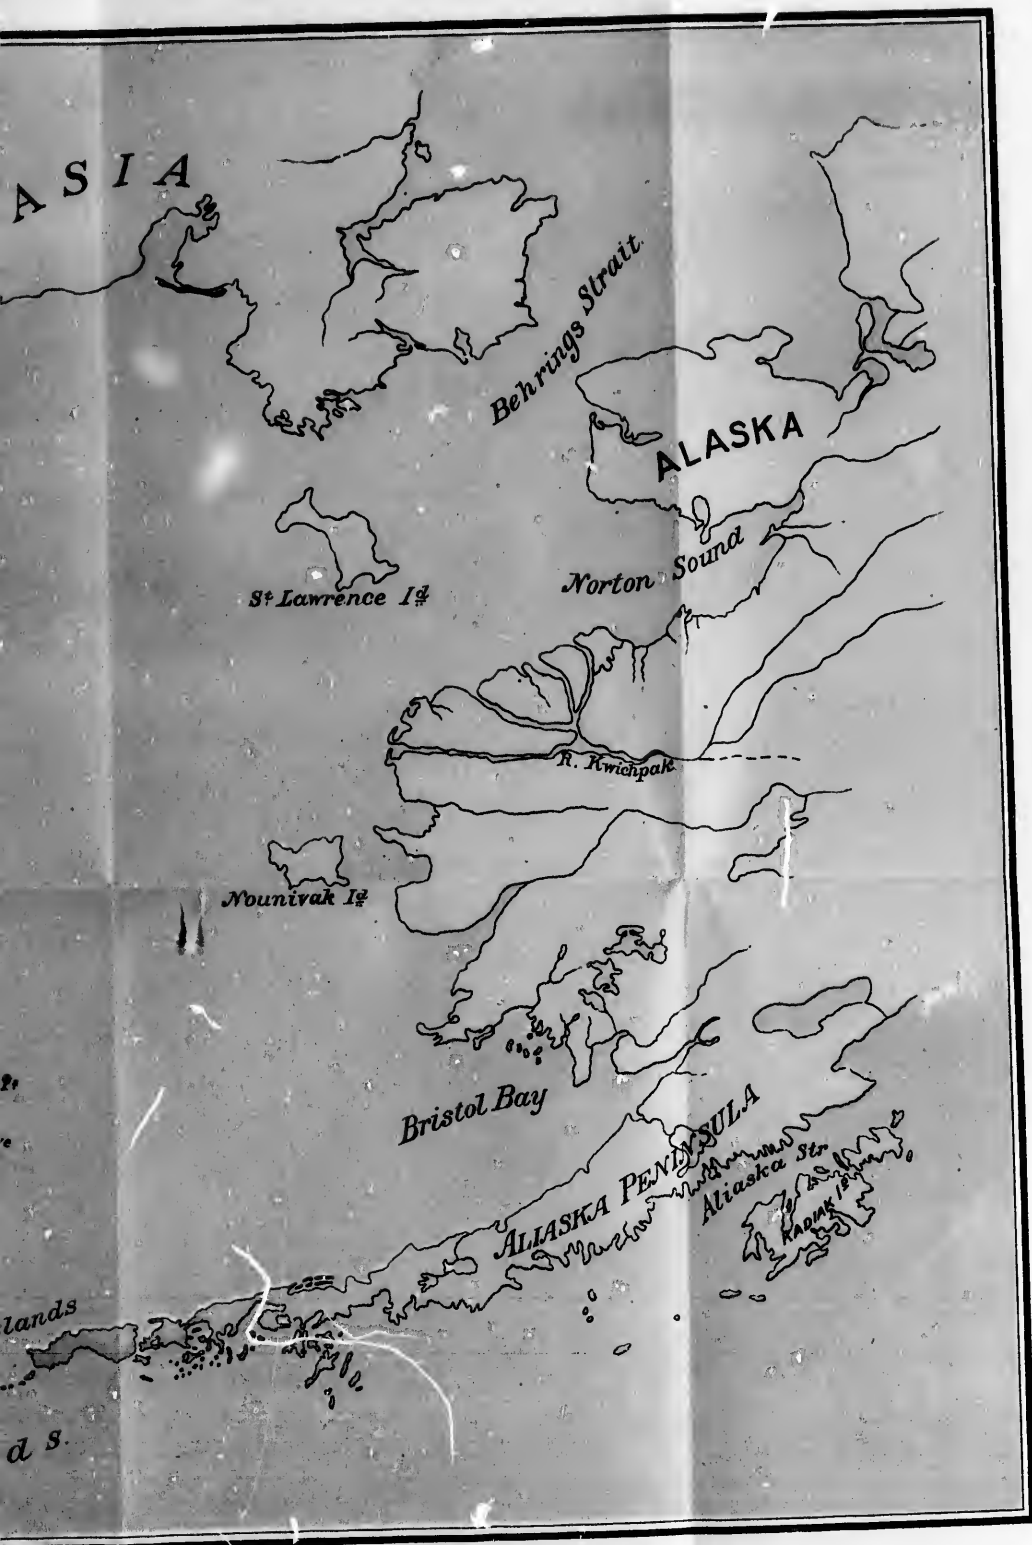 ASIA
Behrings Strait.
ALASKA
Norton Sound
St. Lawrence Id.
R. Kwichpak
Nounivak Id.
Bristol Bay
ALIASKA PENINSULA
Aliaska Str.
KADIAK Is.
lands
ds.